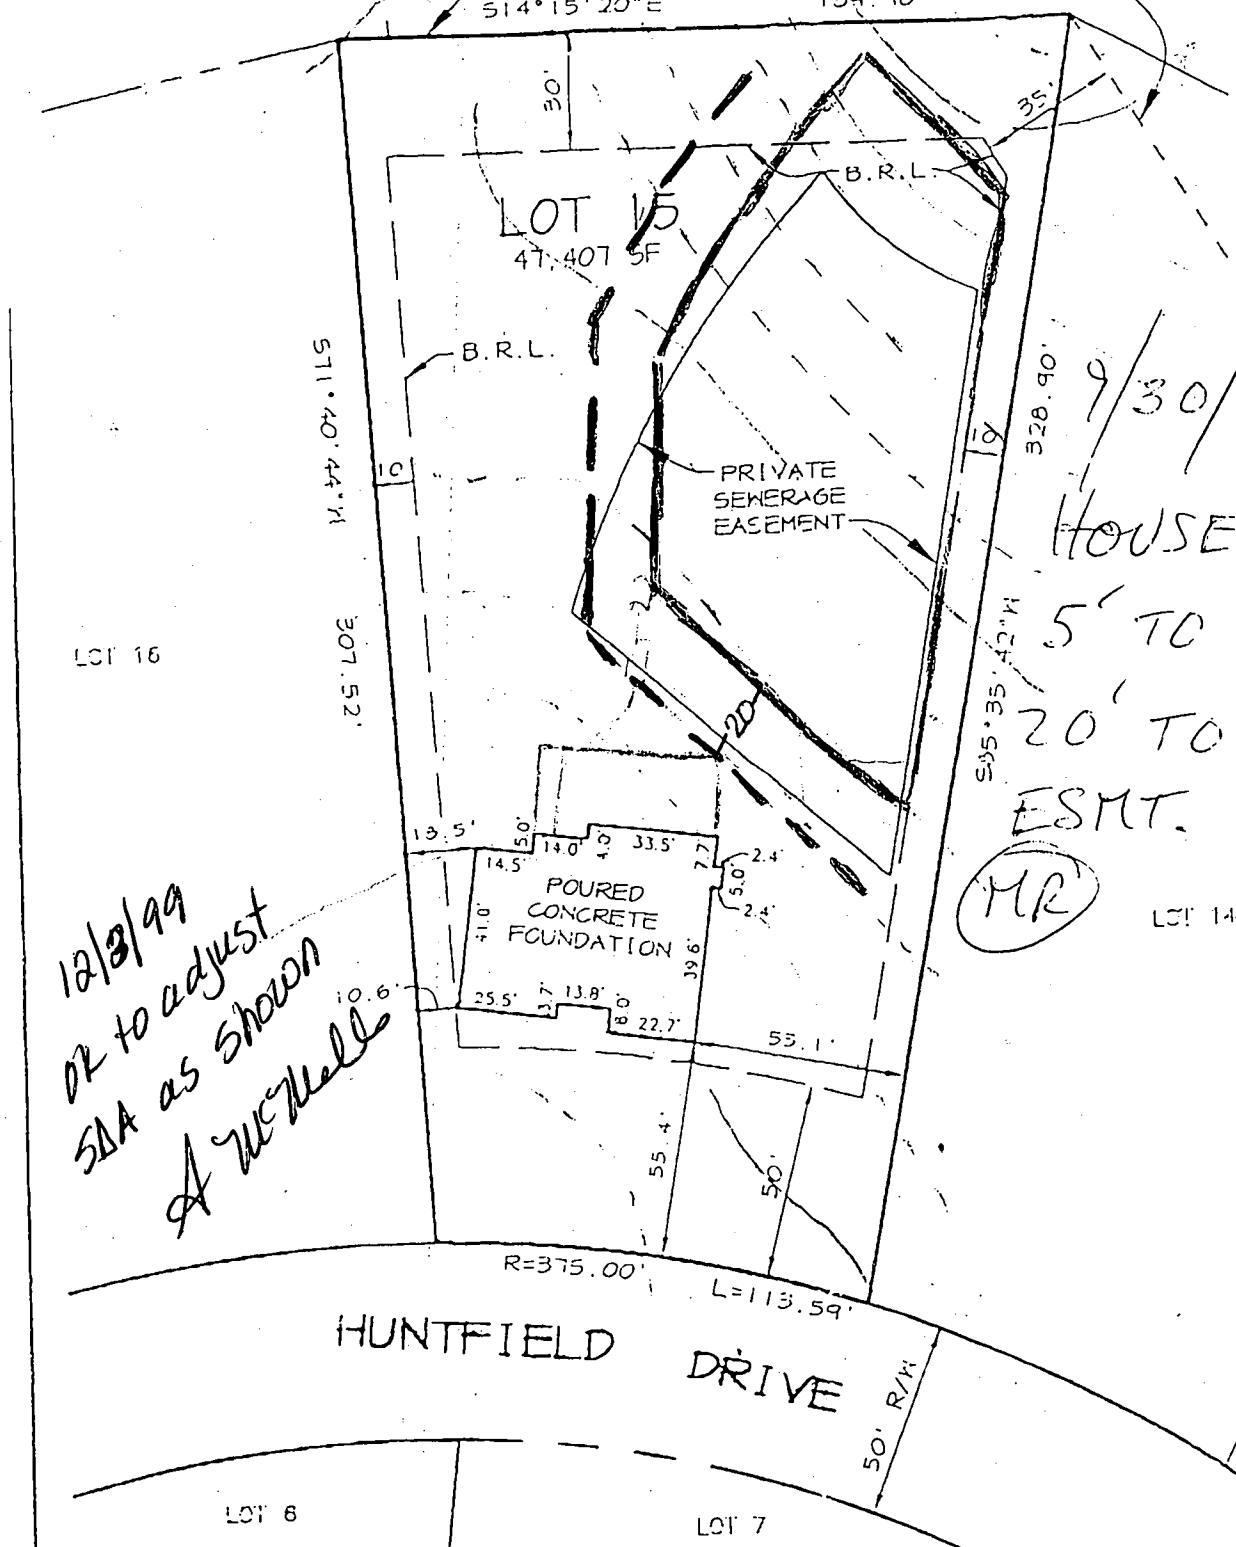 S14°15'20"E
30'
35'
B.R.L.
LOT 15
47,407 SF
B.R.L.
S71°40'44"W
307.52'
10
PRIVATE
SEWERAGE
EASEMENT
10
328.90'
9/30/
HOUSE
5' TO
20' TO
ESMT.
MR
LOT 16
LOT 14
20
13.5'
5.0'
14.5'
14.0'
4.0'
33.5'
7.7'
2.4'
5.0'
2.4'
POURED
CONCRETE
FOUNDATION
41.0'
39.6'
10.6'
25.5'
3.7'
13.8'
8.0'
22.7'
53.1'
12/3/99
OK to adjust
SDA as shown
A McMello
55.4'
50'
R=375.00'
L=113.59'
HUNTFIELD DRIVE
50' R/W
LOT 6
LOT 7